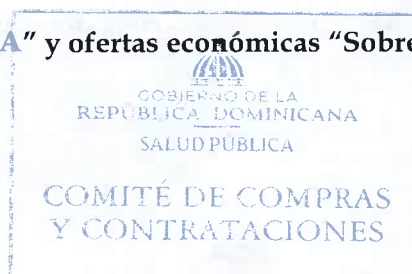 A” y ofertas económicas “Sobre
GOBIERNO DE LA
REPÚBLICA DOMINICANA
SALUD PÚBLICA
COMITÉ DE COMPRAS
Y CONTRATACIONES